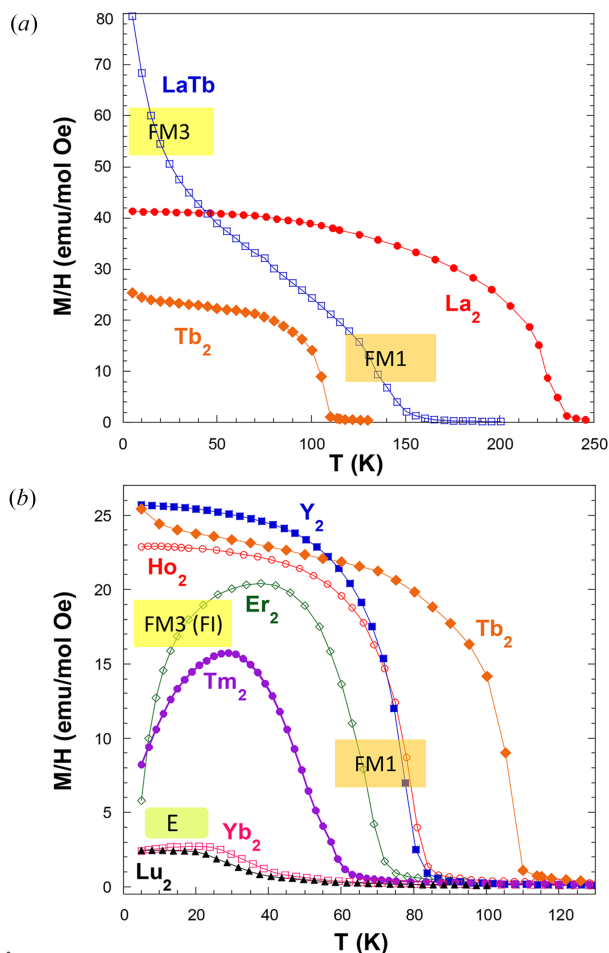 (a)
80
70
60
50
40
30
20
10
0
M/H (emu/mol Oe)
LaTb
FM3
La2
Tb2
FM1
0 50 100 150 200 250
T (K)
(b)
25
20
15
10
5
0
M/H (emu/mol Oe)
Y2
Ho2
Er2
Tb2
FM3 (FI)
Tm2
FM1
E
Yb2
Lu2
0 20 40 60 80 100 120
T (K)